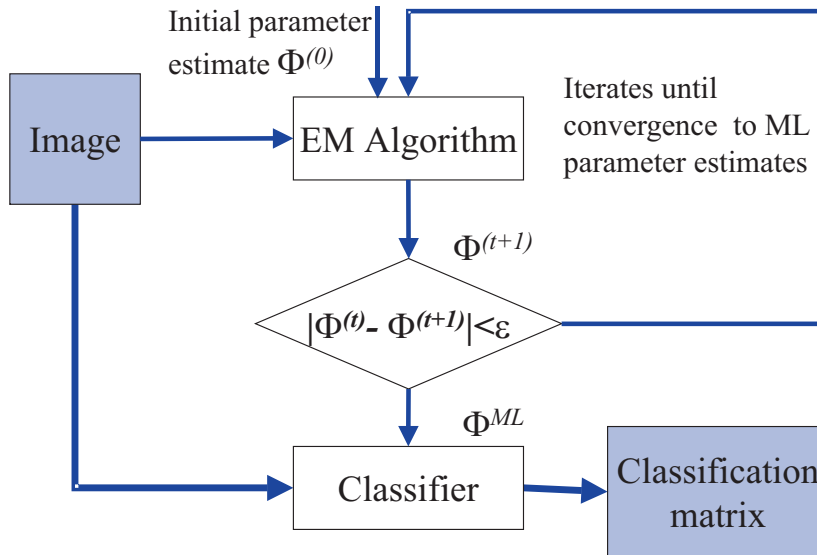 Initial parameter
estimate Φ(0)
Image
EM Algorithm
Iterates until
convergence to ML
parameter estimates
Φ(t+1)
|Φ(t)- Φ(t+1)|<ε
ΦML
Classifier
Classification
matrix